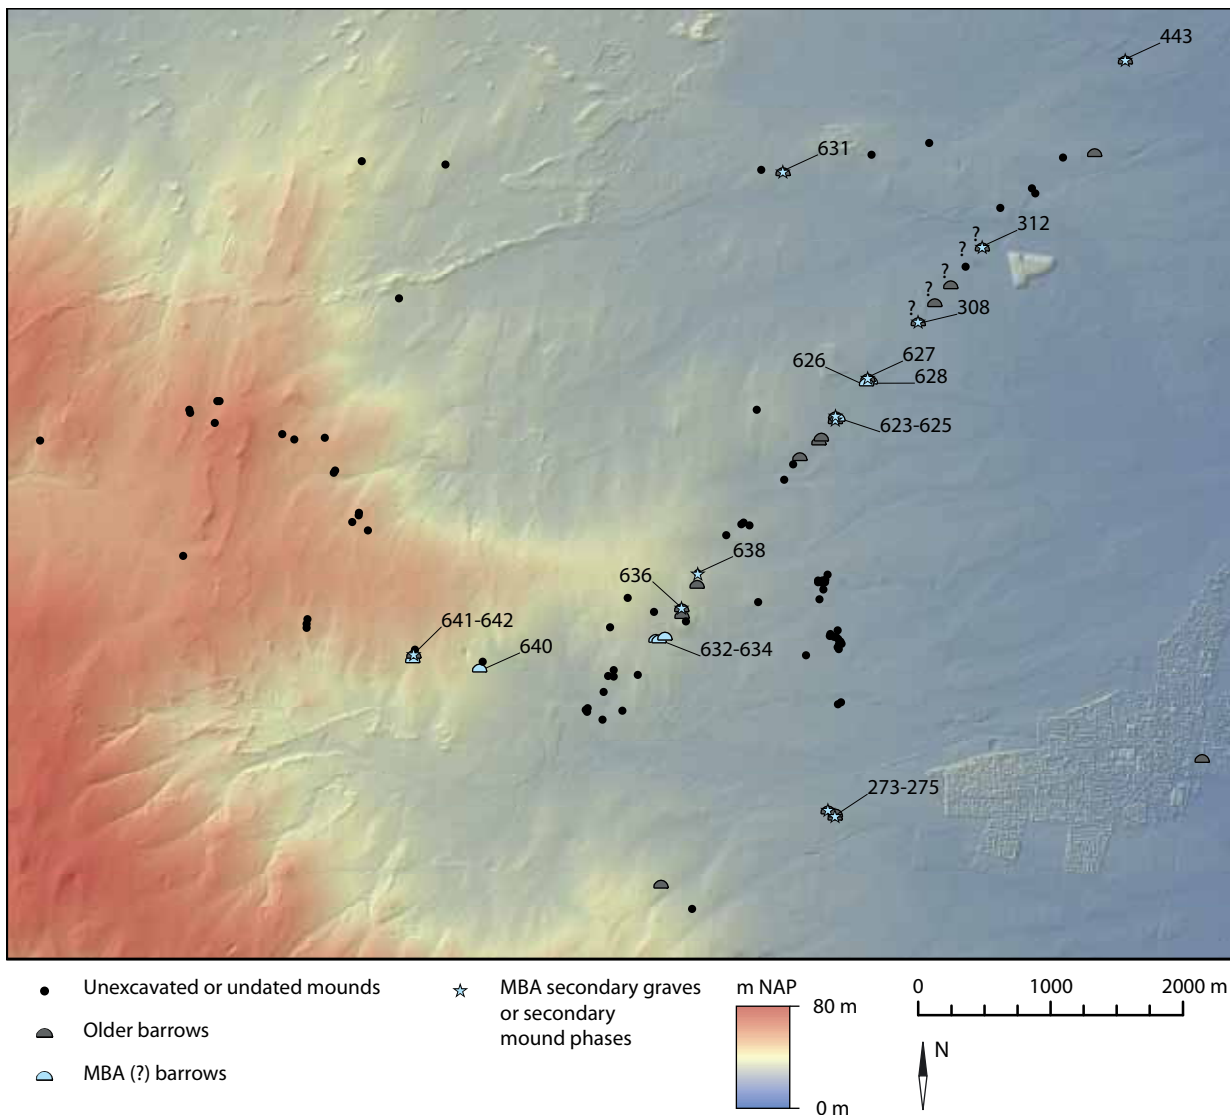 443
631
312
?
?
?
?
?
308
627
626
628
623-625
638
636
641-642
640
632-634
273-275
Unexcavated or undated mounds
Older barrows
MBA (?) barrows
MBA secondary graves
or secondary
mound phases
m NAP
80 m
0 m
0 1000 2000 m
N